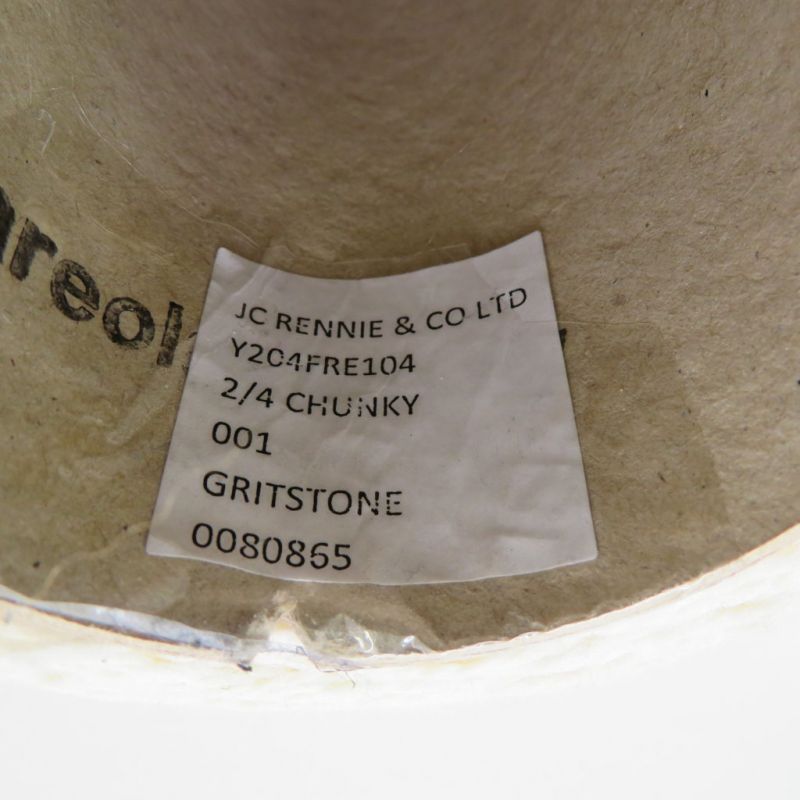 JC RENNIE & CO LTD
Y204FRE104
2/4 CHUNKY
001
GRITSTONE
0080865